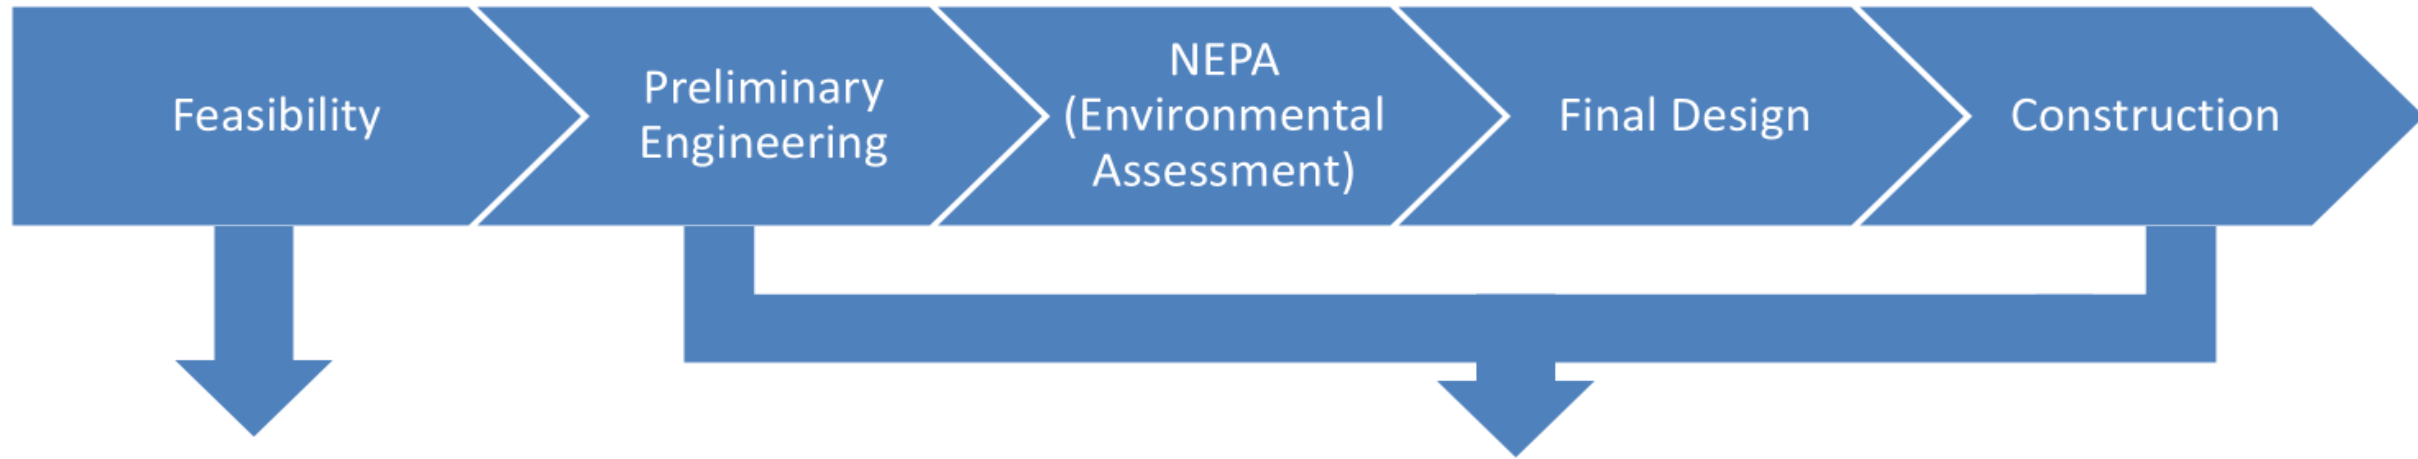 Feasibility
Preliminary
Engineering
NEPA
(Environmental
Assessment)
Final Design
Construction